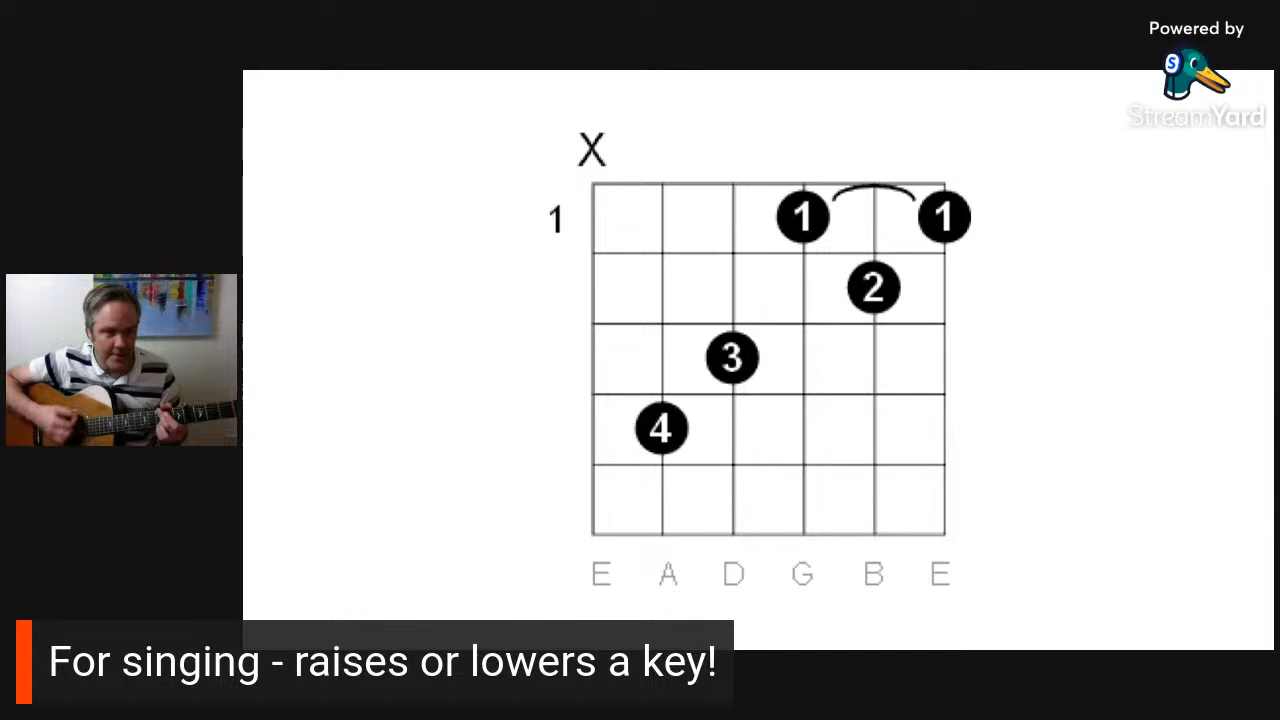 Powered by
S
StreamYard
X
1 1 1
2
3
4
E A D G B E
For singing - raises or lowers a key!